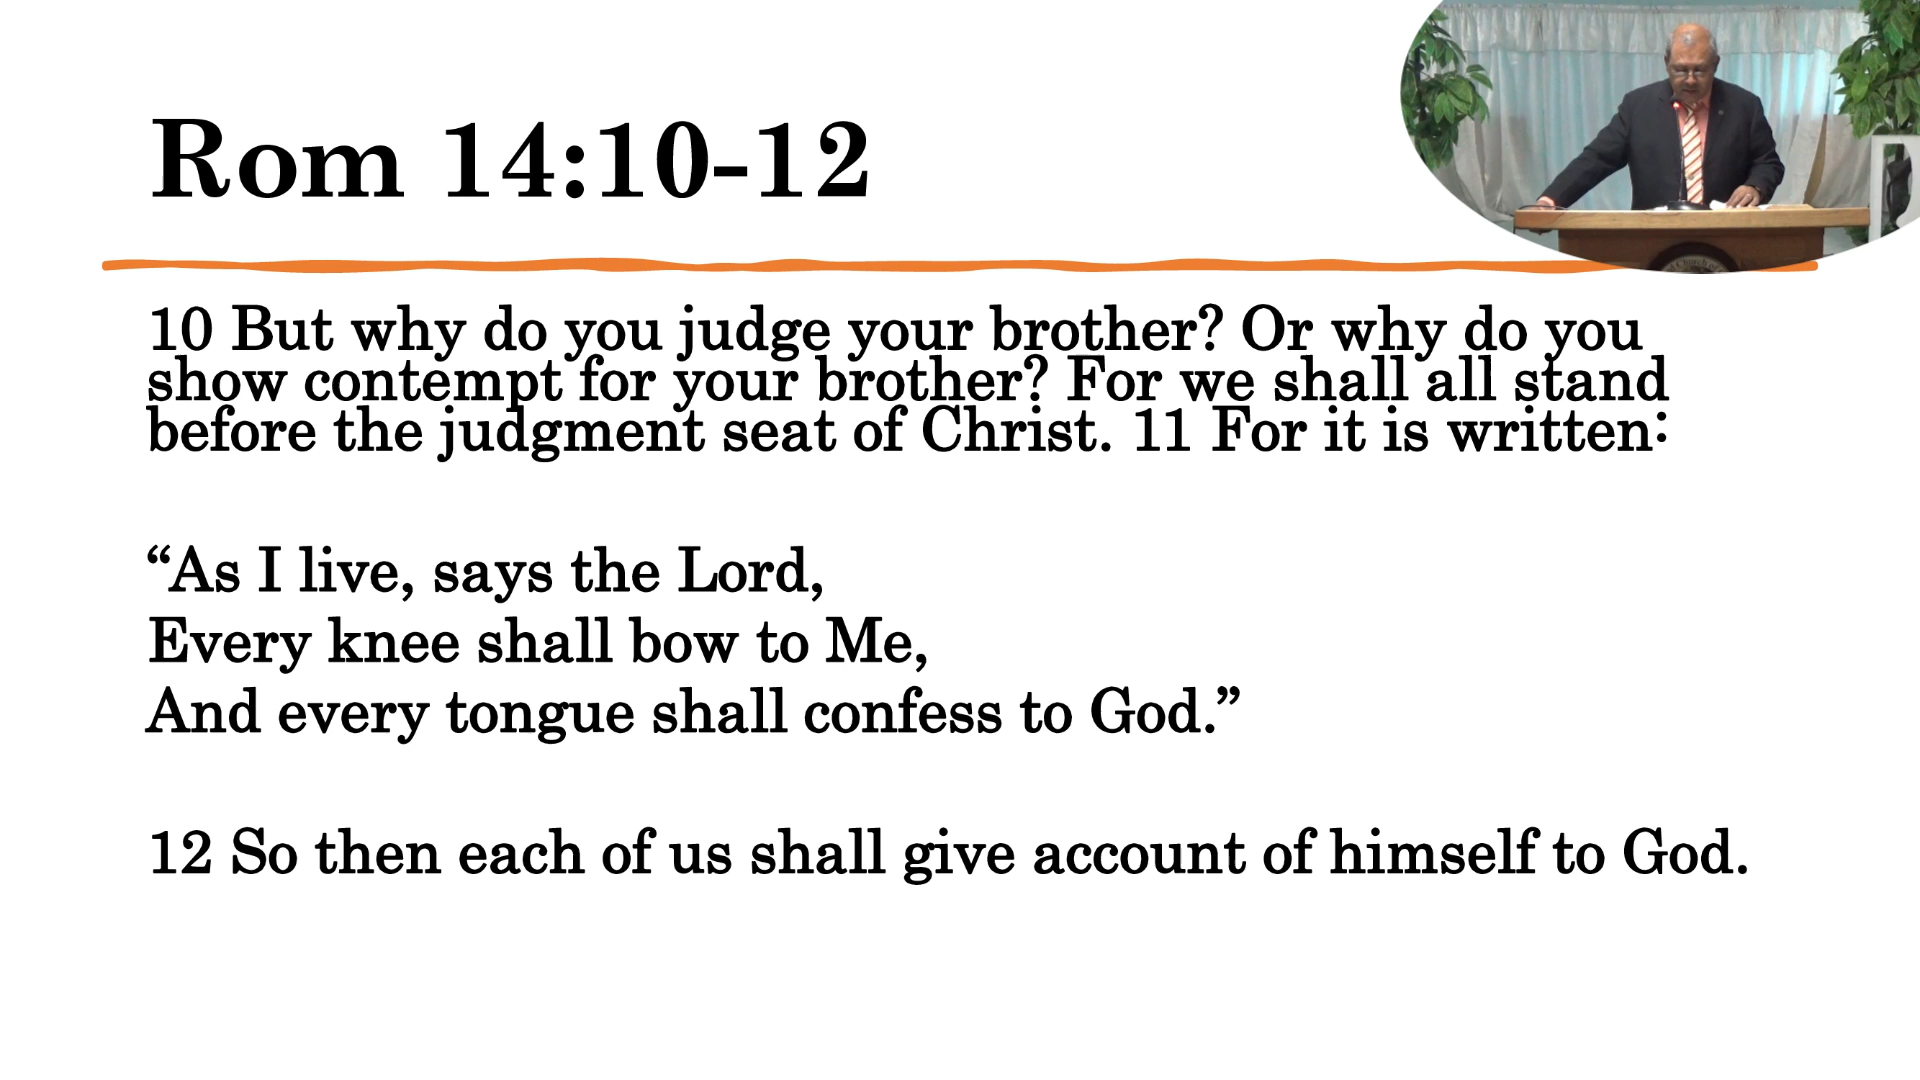 Rom 14:10-12
10 But why do you judge your brother? Or why do you
show contempt for your brother? For we shall all stand
before the judgment seat of Christ. 11 For it is written:
“As I live, says the Lord,
Every knee shall bow to Me,
And every tongue shall confess to God.”
12 So then each of us shall give account of himself to God.
Church of